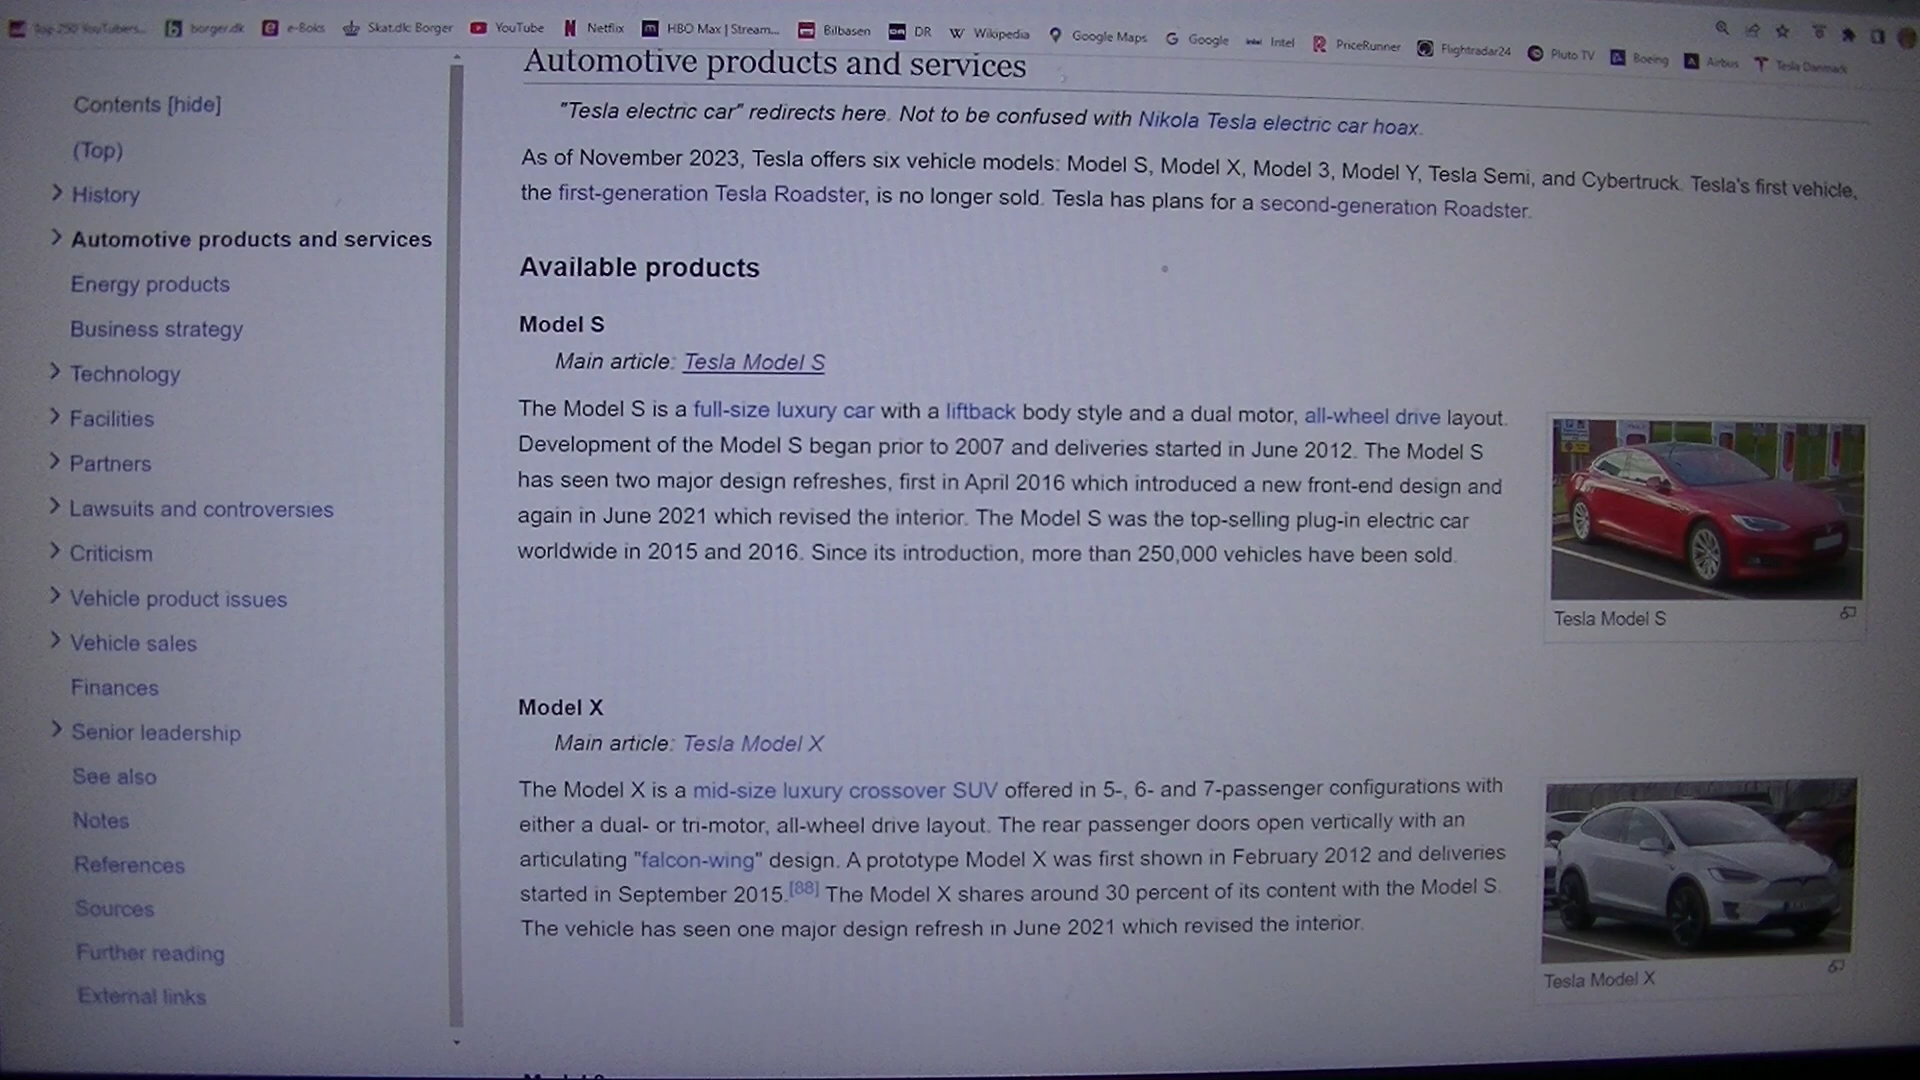 Top 250 YouTubers... borger.dk e-Boks Skat.dk: Borger YouTube Netflix HBO Max | Stream... Bilbasen DR Wikipedia Google Maps Google Intel PriceRunner Flightradar24 Pluto TV Boeing Airbus Tesla Danmark
Contents [hide]
(Top)
History
Automotive products and services
Energy products
Business strategy
Technology
Facilities
Partners
Lawsuits and controversies
Criticism
Vehicle product issues
Vehicle sales
Finances
Senior leadership
See also
Notes
References
Sources
Further reading
External links
Automotive products and services
"Tesla electric car" redirects here. Not to be confused with Nikola Tesla electric car hoax.
As of November 2023, Tesla offers six vehicle models: Model S, Model X, Model 3, Model Y, Tesla Semi, and Cybertruck. Tesla's first vehicle,
the first-generation Tesla Roadster, is no longer sold. Tesla has plans for a second-generation Roadster.
Available products
Model S
Main article: Tesla Model S
The Model S is a full-size luxury car with a liftback body style and a dual motor, all-wheel drive layout.
Development of the Model S began prior to 2007 and deliveries started in June 2012. The Model S
has seen two major design refreshes, first in April 2016 which introduced a new front-end design and
again in June 2021 which revised the interior. The Model S was the top-selling plug-in electric car
worldwide in 2015 and 2016. Since its introduction, more than 250,000 vehicles have been sold.
Tesla Model S
Model X
Main article: Tesla Model X
The Model X is a mid-size luxury crossover SUV offered in 5-, 6- and 7-passenger configurations with
either a dual- or tri-motor, all-wheel drive layout. The rear passenger doors open vertically with an
articulating "falcon-wing" design. A prototype Model X was first shown in February 2012 and deliveries
started in September 2015.[88] The Model X shares around 30 percent of its content with the Model S.
The vehicle has seen one major design refresh in June 2021 which revised the interior.
Tesla Model X